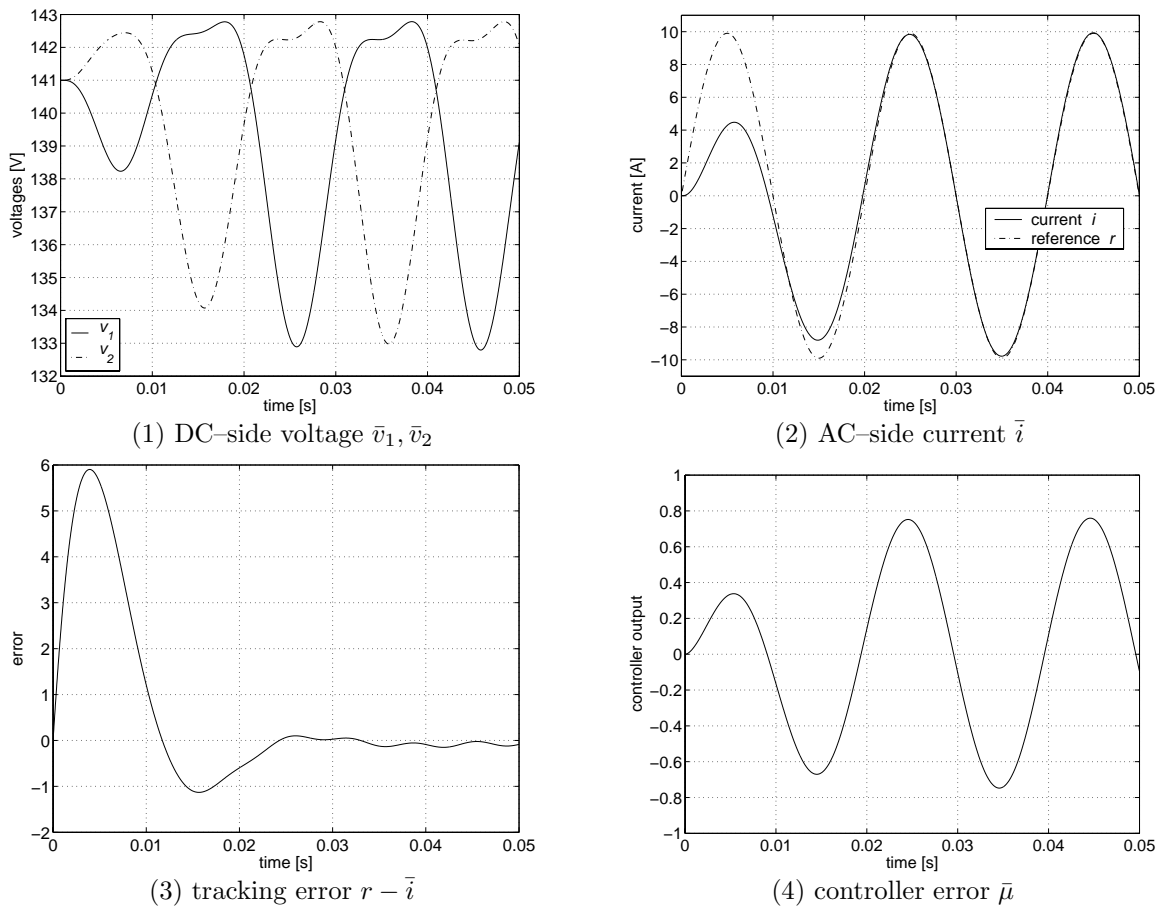 143
142
141
140
139
138
137
136
135
134
133
132
voltages [V]
v1
v2
0 0.01 0.02 0.03 0.04 0.05
time [s]
(1) DC–side voltage v̄₁, v̄₂
10
8
6
4
2
0
−2
−4
−6
−8
−10
current [A]
current i
reference r
0 0.01 0.02 0.03 0.04 0.05
time [s]
(2) AC–side current ī
6
5
4
3
2
1
0
−1
−2
error
0 0.01 0.02 0.03 0.04 0.05
time [s]
(3) tracking error r − ī
1
0.8
0.6
0.4
0.2
0
−0.2
−0.4
−0.6
−0.8
−1
controller output
0 0.01 0.02 0.03 0.04 0.05
time [s]
(4) controller error μ̄